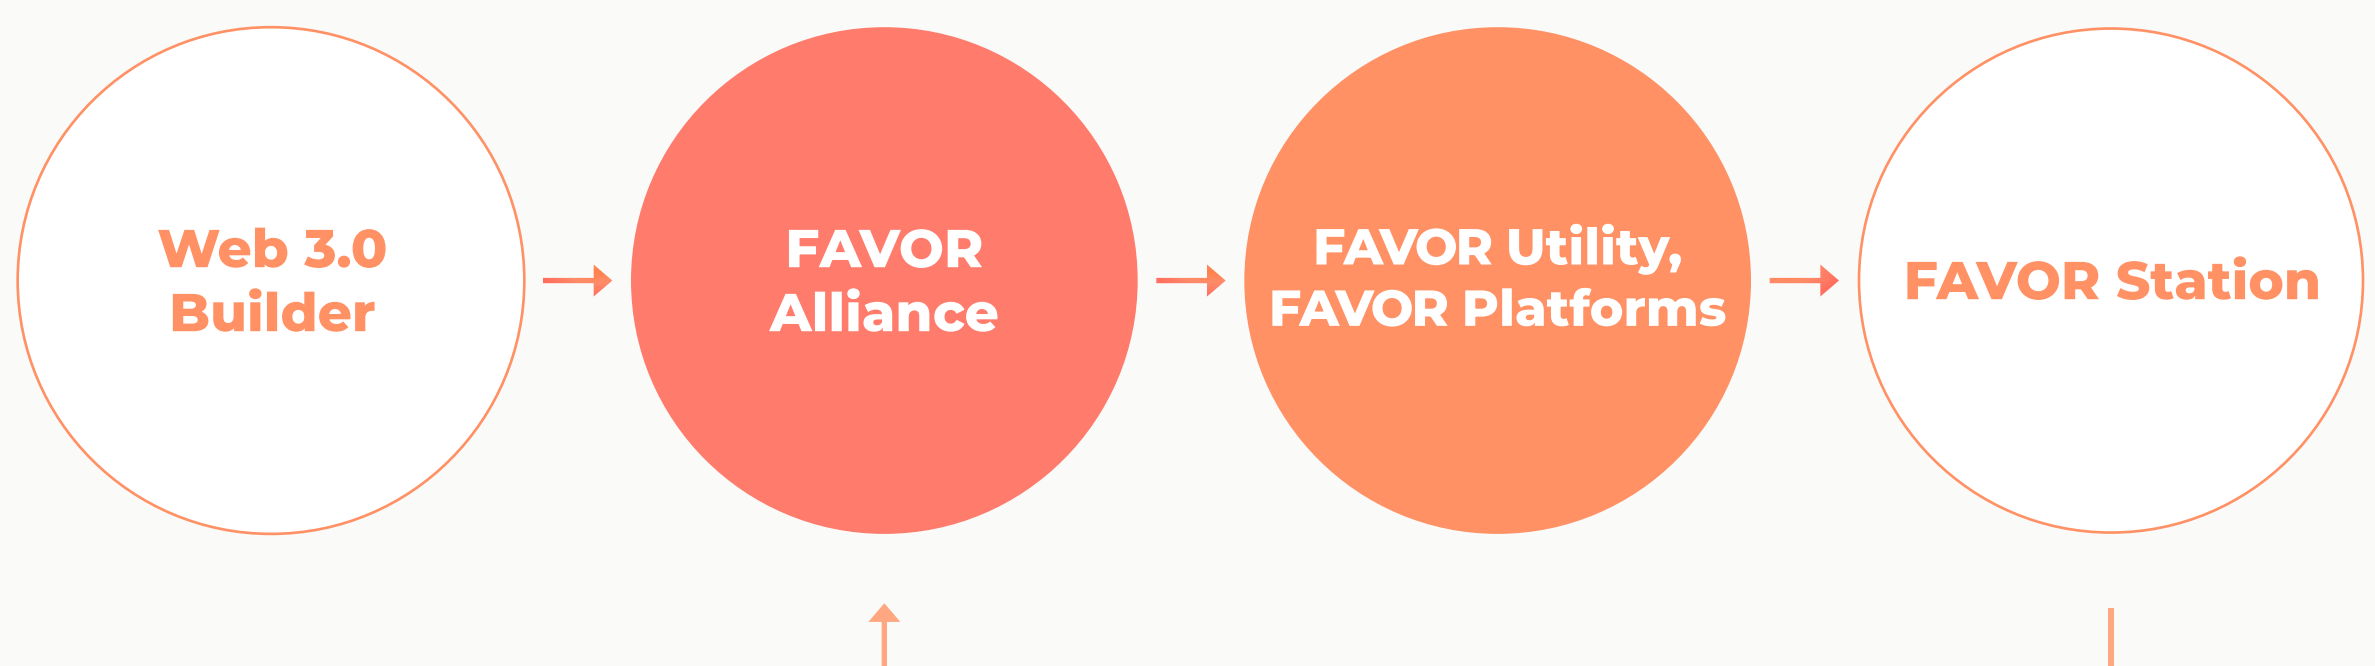 Web 3.0
Builder
FAVOR
Alliance
FAVOR Utility,
FAVOR Platforms
FAVOR Station